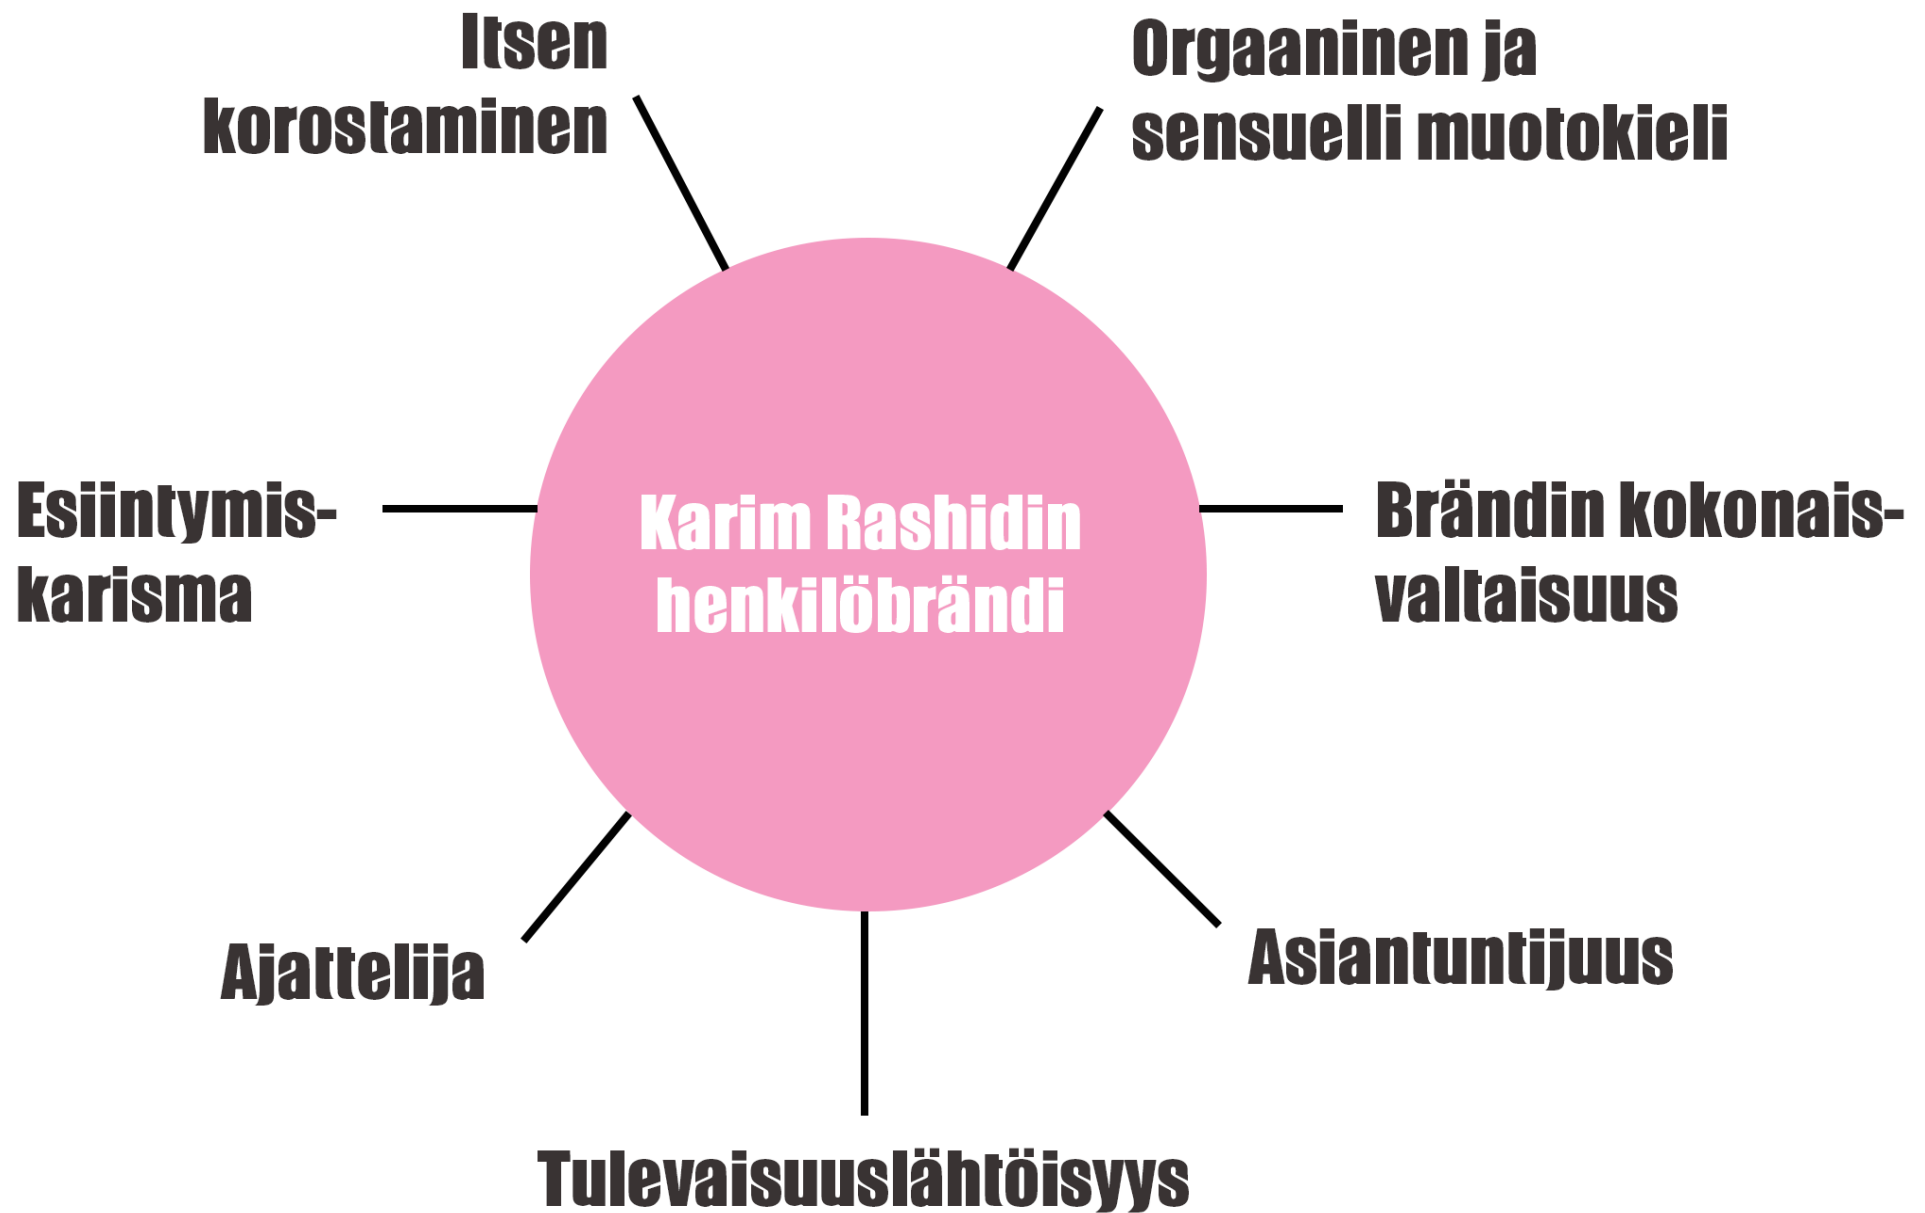 Itsen
korostaminen
Orgaaninen ja
sensuelli muotokieli
Esiintymis-
karisma
Karim Rashidin
henkilöbrändi
Brändin kokonais-
valtaisuus
Ajattelija
Asiantuntijuus
Tulevaisuuslähtöisyys